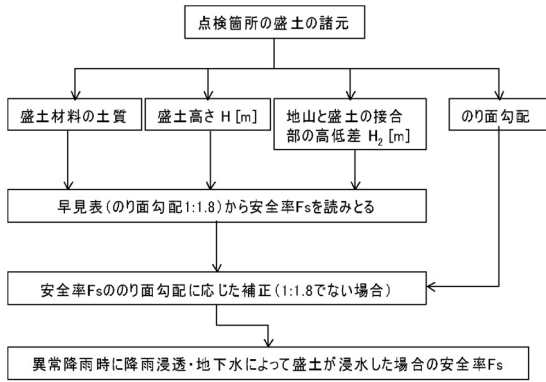 点検箇所の盛土の諸元
盛土材料の土質
盛土高さ H [m]
地山と盛土の接合
部の高低差 H2 [m]
のり面勾配
早見表(のり面勾配1:1.8)から安全率Fsを読みとる
安全率Fsののり面勾配に応じた補正(1:1.8でない場合)
異常降雨時に降雨浸透・地下水によって盛土が浸水した場合の安全率Fs